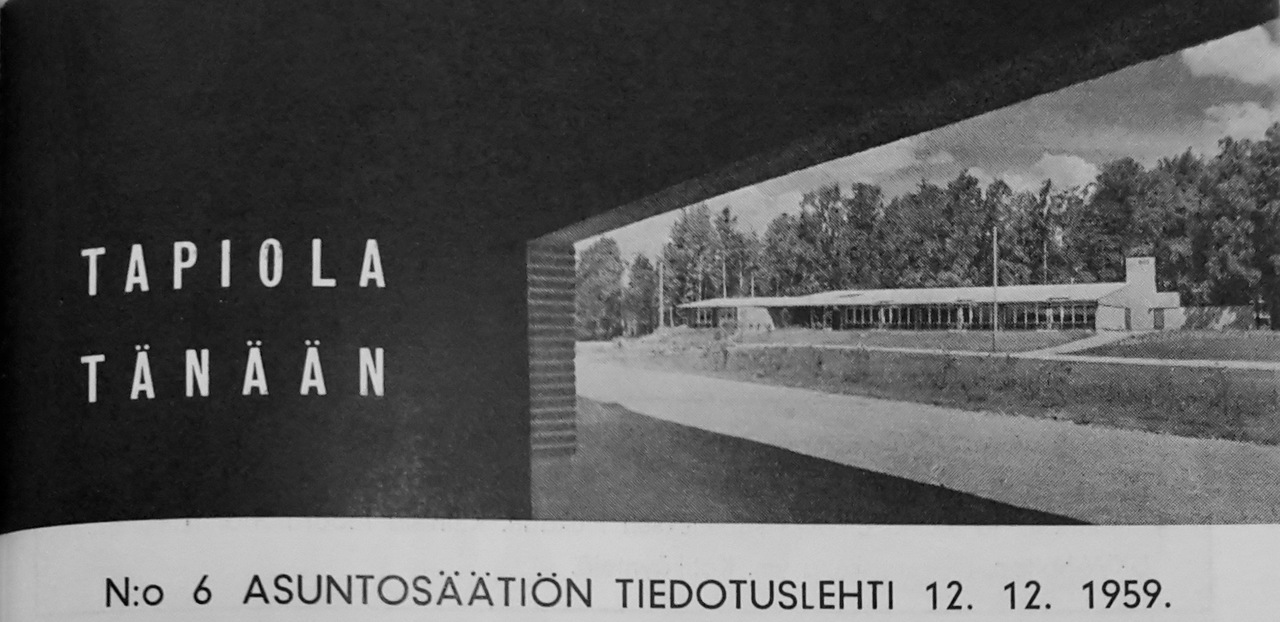 TAPIOLA
TÄNÄÄN
N:o 6 ASUNTOSÄÄTIÖN TIEDOTUSLEHTI 12. 12. 1959.